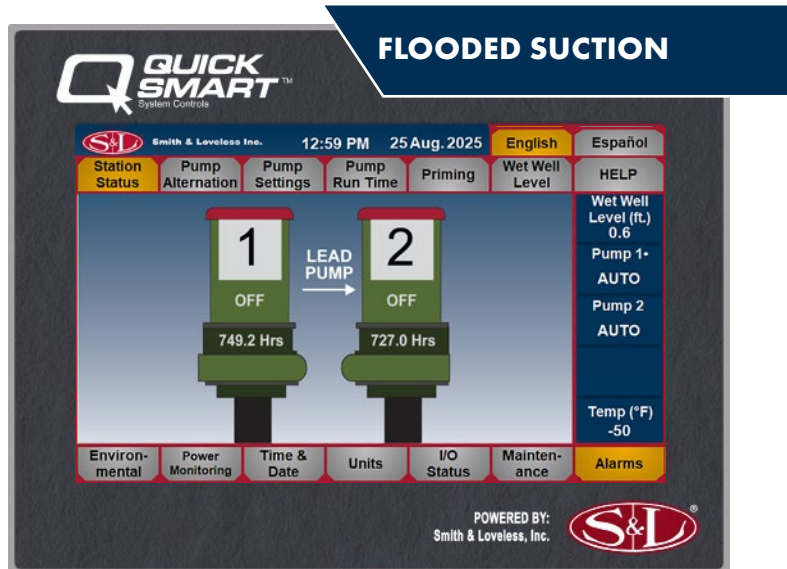 FLOODED SUCTION
QUICK
SMART™
System Controls
S&L Smith & Loveless Inc. 12:59 PM 25 Aug. 2025 English Español
Station Status
Pump Alternation
Pump Settings
Pump Run Time
Priming
Wet Well Level
HELP
1
OFF
749.2 Hrs
LEAD
PUMP
2
OFF
727.0 Hrs
Wet Well
Level (ft.)
0.6
Pump 1•
AUTO
Pump 2
AUTO
Temp (°F)
-50
Environ-
mental
Power
Monitoring
Time &
Date
Units
I/O
Status
Mainten-
ance
Alarms
POWERED BY:
Smith & Loveless, Inc.
S&L®